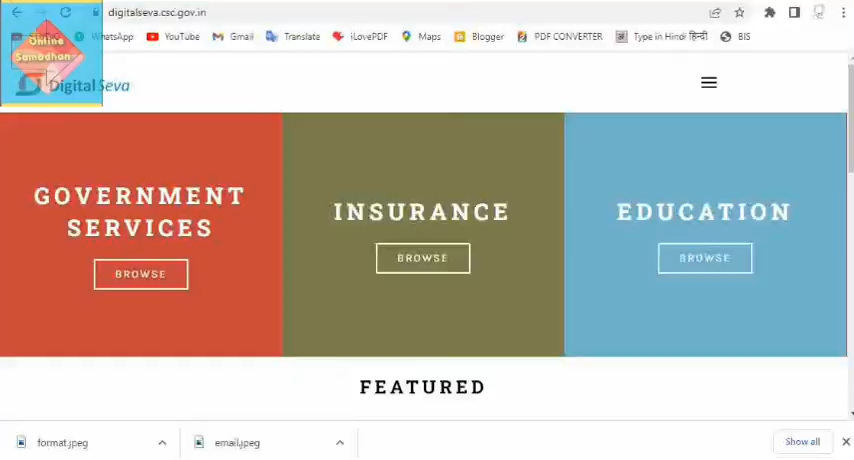 digitalseva.csc.gov.in
WhatsApp
YouTube
Gmail
Translate
iLovePDF
Maps
Blogger
PDF CONVERTER
Type in Hindi हिन्दी
BIS
Online
Samadhan
Digital Seva
GOVERNMENT
SERVICES
BROWSE
INSURANCE
BROWSE
EDUCATION
BROWSE
FEATURED
format.jpeg
email.jpeg
Show all